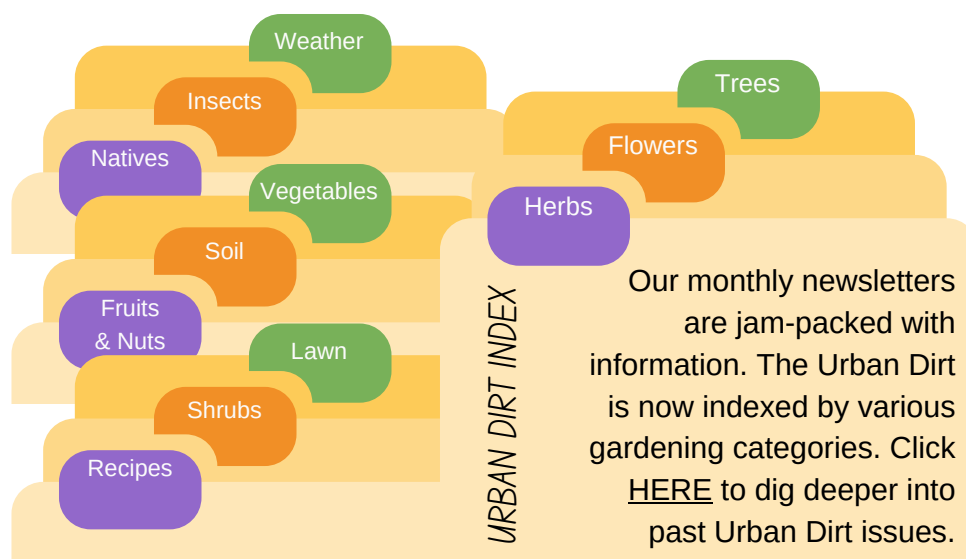 Weather
Insects
Natives
Vegetables
Soil
Fruits
& Nuts
Lawn
Shrubs
Recipes
Trees
Flowers
Herbs
URBAN DIRT INDEX
Our monthly newsletters
are jam-packed with
information. The Urban Dirt
is now indexed by various
gardening categories. Click
HERE to dig deeper into
past Urban Dirt issues.